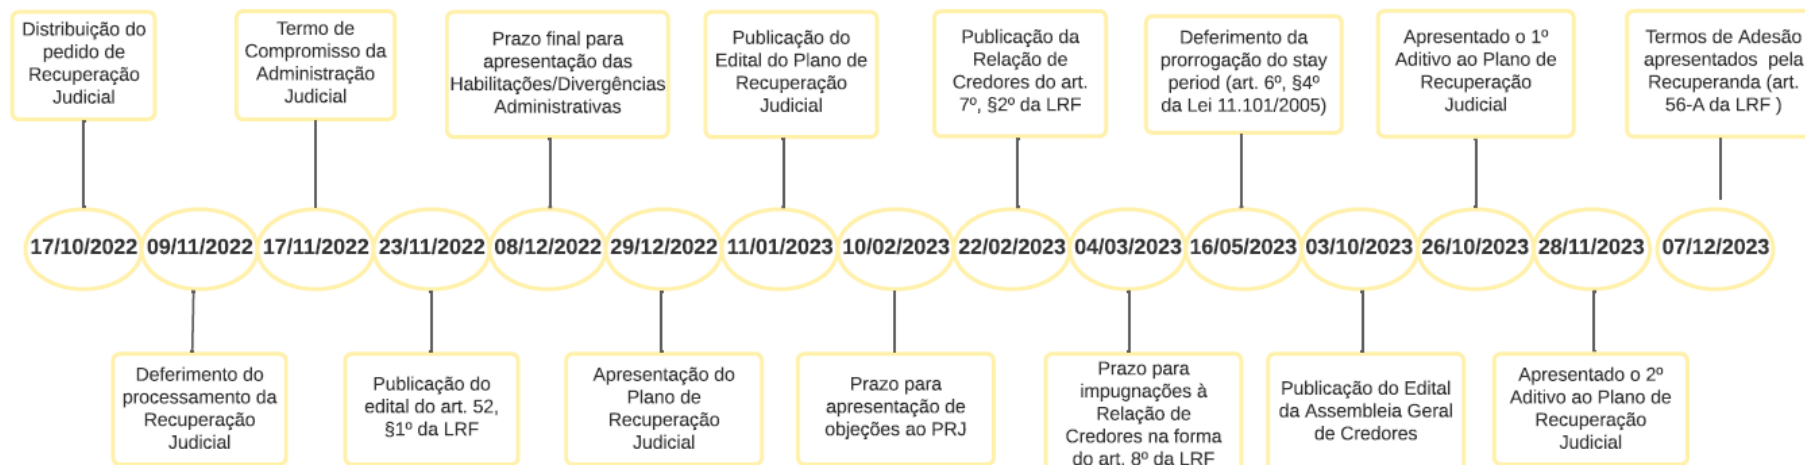 Distribuição do
pedido de
Recuperação
Judicial
Termo de
Compromisso da
Administração
Judicial
Prazo final para
apresentação das
Habilitações/Divergências
Administrativas
Publicação do
Edital do Plano de
Recuperação
Judicial
Publicação da
Relação de
Credores do art.
7º, §2º da LRF
Deferimento da
prorrogação do stay
period (art. 6º, §4º
da Lei 11.101/2005)
Apresentado o 1º
Aditivo ao Plano de
Recuperação
Judicial
Termos de Adesão
apresentados pela
Recuperanda (art.
56-A da LRF )
17/10/2022 09/11/2022 17/11/2022 23/11/2022 08/12/2022 29/12/2022 11/01/2023 10/02/2023 22/02/2023 04/03/2023 16/05/2023 03/10/2023 26/10/2023 28/11/2023 07/12/2023
Deferimento do
processamento da
Recuperação
Judicial
Publicação do
edital do art. 52,
§1º da LRF
Apresentação do
Plano de
Recuperação
Judicial
Prazo para
apresentação de
objeções ao PRJ
Prazo para
impugnações à
Relação de
Credores na forma
do art. 8º da LRF
Publicação do Edital
da Assembleia Geral
de Credores
Apresentado o 2º
Aditivo ao Plano de
Recuperação
Judicial